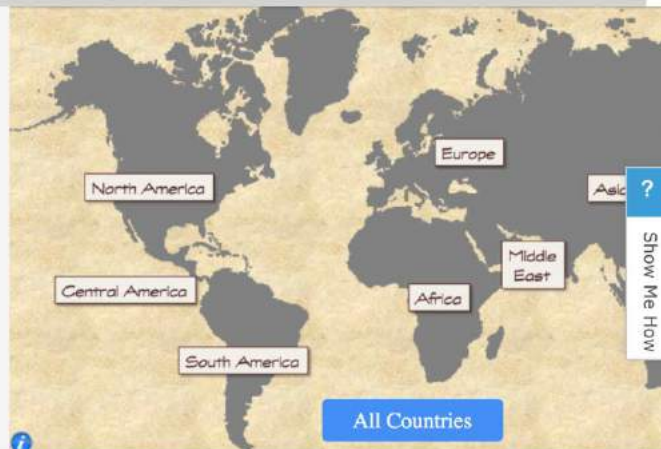 Europe
North America
?
Middle
East
Show Me How
Central America
Africa
South America
All Countries
i